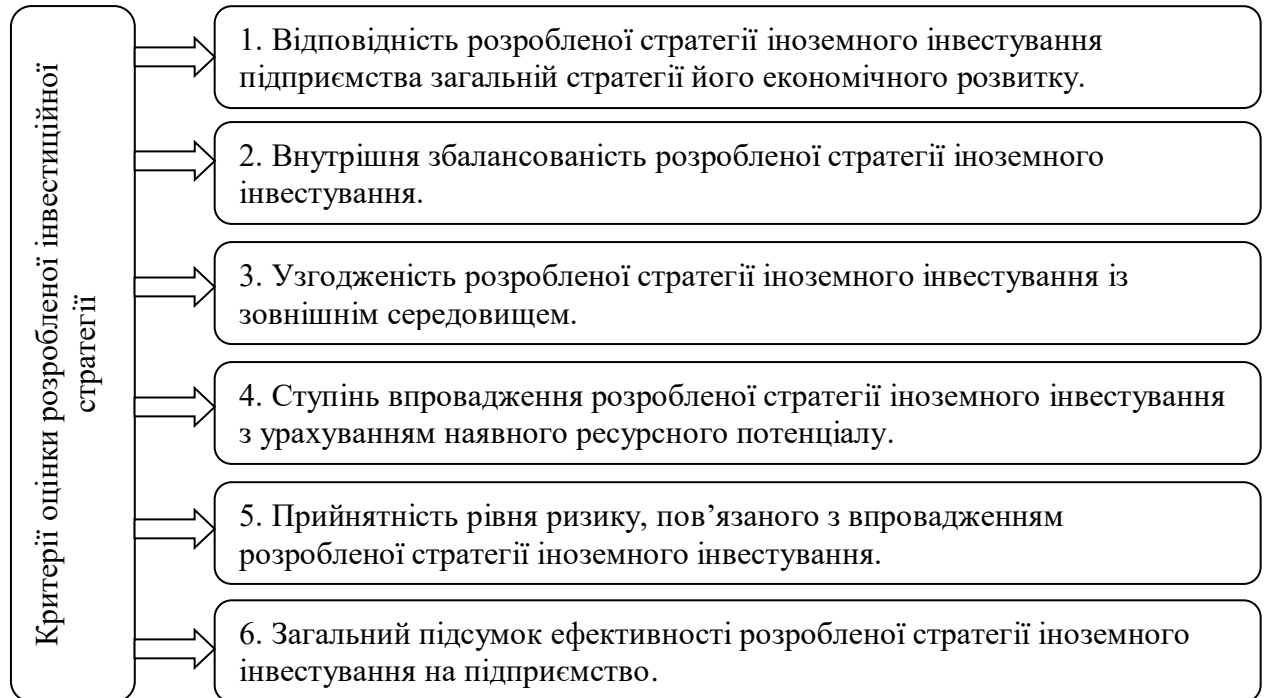 Критерії оцінки розробленої інвестиційної
стратегії
1. Відповідність розробленої стратегії іноземного інвестування
підприємства загальній стратегії його економічного розвитку.
2. Внутрішня збалансованість розробленої стратегії іноземного
інвестування.
3. Узгодженість розробленої стратегії іноземного інвестування із
зовнішнім середовищем.
4. Ступінь впровадження розробленої стратегії іноземного інвестування
з урахуванням наявного ресурсного потенціалу.
5. Прийнятність рівня ризику, пов’язаного з впровадженням
розробленої стратегії іноземного інвестування.
6. Загальний підсумок ефективності розробленої стратегії іноземного
інвестування на підприємство.